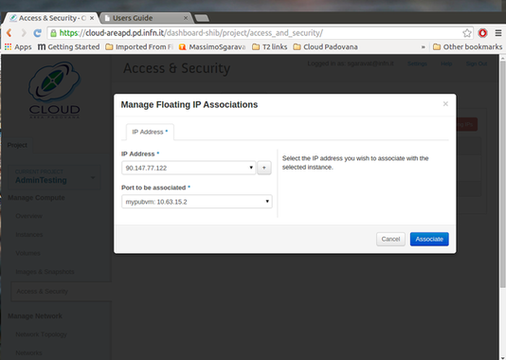 Access & Security - C
Users Guide
https://cloud-areapd.pd.infn.it/dashboard-shib/project/access_and_security/
Apps
Getting Started
Imported From Fi
MassimoSgarava
T2 links
Cloud Padovana
»
Other bookmarks
Access & Security
Logged in as:
Settings
Help
Sign Out
CLOUD
Manage Floating IP Associations
×
IP Address *
IP Address *
90.147.77.122
+
Select the IP address you wish to associate with the
selected instance.
Port to be associated *
mypubvm: 10.63.15.2
Cancel
Associate
Project
CURRENT PROJECT
AdminTesting
Manage Compute
Overview
Instances
Volumes
Images & Snapshots
Access & Security
Manage Network
Network Topology
Networks